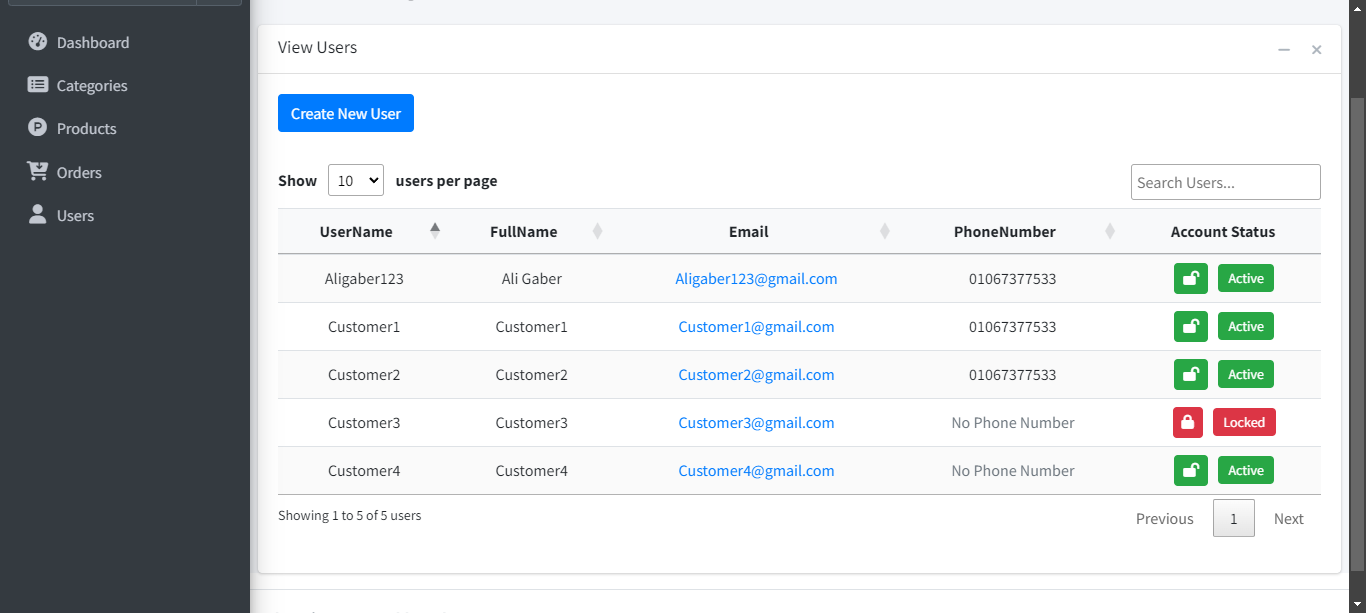 Dashboard
Categories
Products
Orders
Users
View Users
Create New User
Show 10 users per page
Search Users...
UserName FullName Email PhoneNumber Account Status
Aligaber123 Ali Gaber Aligaber123@gmail.com 01067377533 Active
Customer1 Customer1 Customer1@gmail.com 01067377533 Active
Customer2 Customer2 Customer2@gmail.com 01067377533 Active
Customer3 Customer3 Customer3@gmail.com No Phone Number Locked
Customer4 Customer4 Customer4@gmail.com No Phone Number Active
Showing 1 to 5 of 5 users
Previous 1 Next